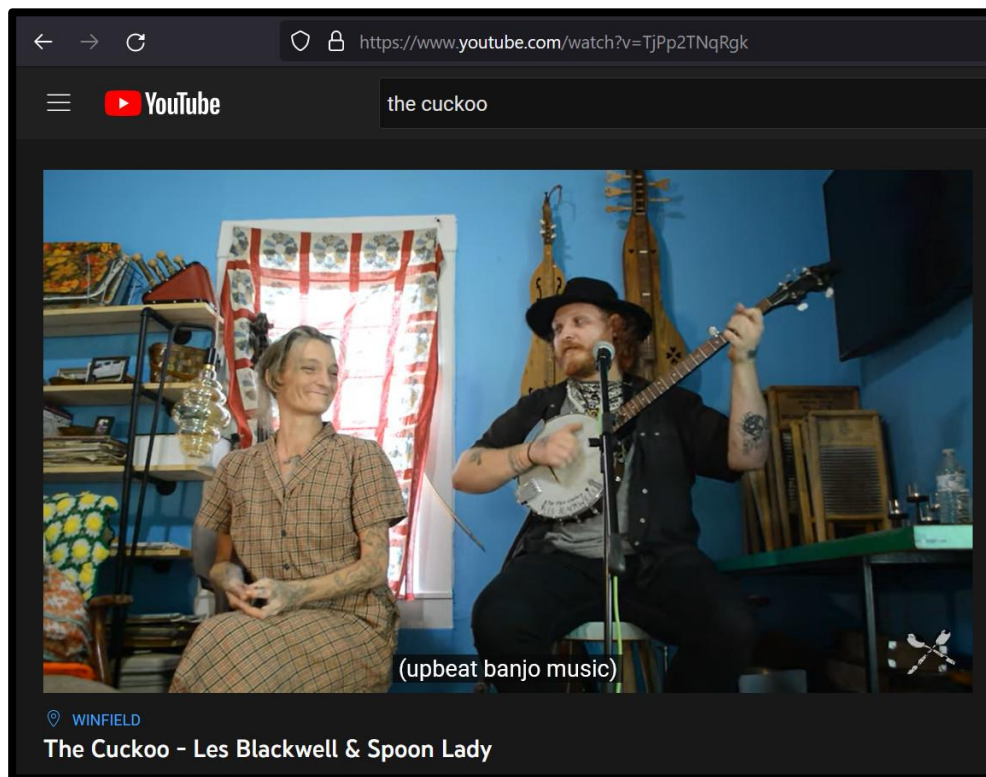 https://www.youtube.com/watch?v=TjPp2TNqRgk
YouTube
the cuckoo
(upbeat banjo music)
WINFIELD
The Cuckoo - Les Blackwell & Spoon Lady